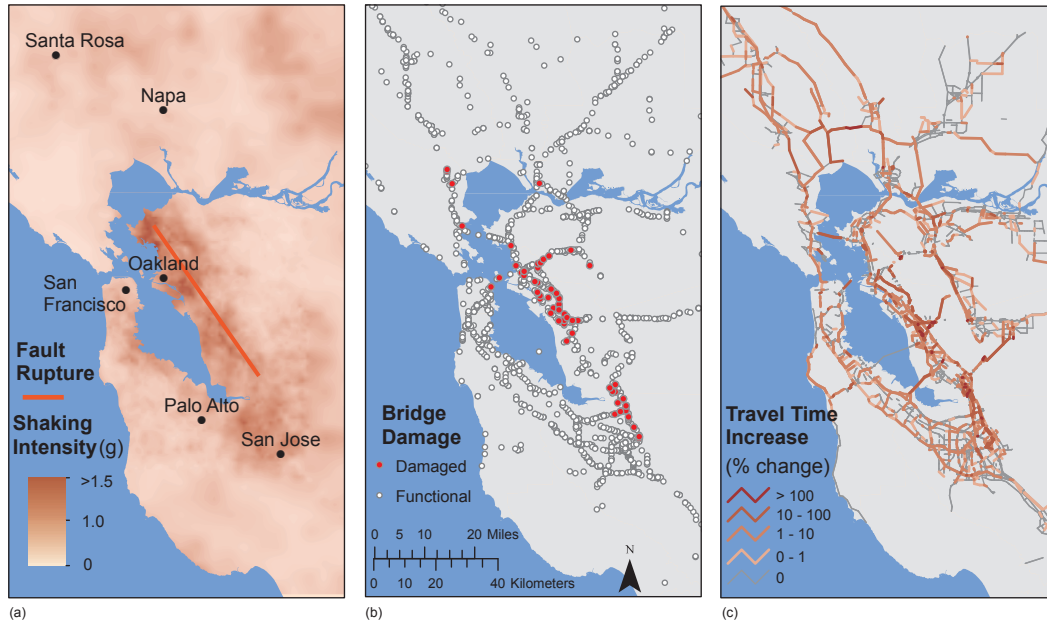 Santa Rosa
Napa
Oakland
San
Francisco
Fault
Rupture
Palo Alto
Shaking
Intensity (g)
San Jose
>1.5
1.0
0
(a)
Bridge
Damage
Damaged
Functional
0 5 10 20 Miles
0 10 20 40 Kilometers
N
(b)
Travel Time
Increase
(% change)
> 100
10 - 100
1 - 10
0 - 1
0
(c)